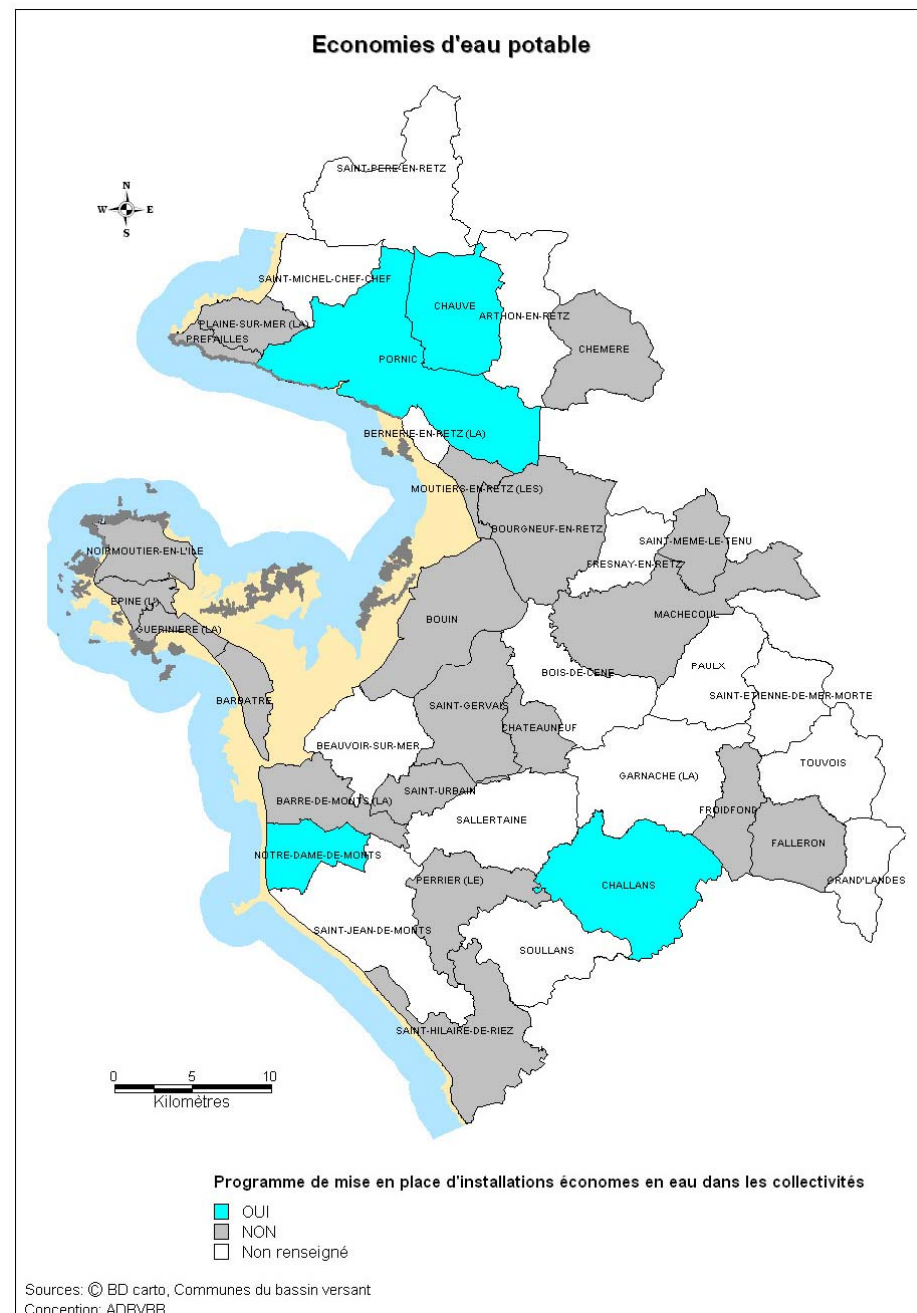 Economies d'eau potable
SAINT-PERE-EN-RETZ
N
W E
S
SAINT-MICHEL-CHEF-CHEF
CHAUVE
ARTHON-EN-RETZ
PLAINE-SUR-MER (LA)
PREFAILLES
CHEMERE
PORNIC
BERNERIE-EN-RETZ (LA)
MOUTIERS-EN-RETZ (LES)
BOURGNEUF-EN-RETZ
SAINT-MEME-LE-TENU
FRESNAY-EN-RETZ
NOIRMOUTIER-EN-L'ILE
EPINE (L')
GUERINIERE (LA)
BOUIN
MACHECOUL
PAULX
BOIS-DE-CENE
SAINT-ETIENNE-DE-MER-MORTE
BARBATRE
SAINT-GERVAIS
CHATEAUNEUF
BEAUVOIR-SUR-MER
TOUVOIS
GARNACHE (LA)
SAINT-URBAIN
BARRE-DE-MONTS (LA)
FROIDFOND
SALLERTAINE
FALLERON
NOTRE-DAME-DE-MONTS
PERRIER (LE)
CHALLANS
GRAND'LANDES
SAINT-JEAN-DE-MONTS
SOULLANS
SAINT-HILAIRE-DE-RIEZ
0 5 10
Kilomètres
Programme de mise en place d'installations économes en eau dans les collectivités
OUI
NON
Non renseigné
Sources: © BD carto, Communes du bassin versant
Conception: ADBVBB